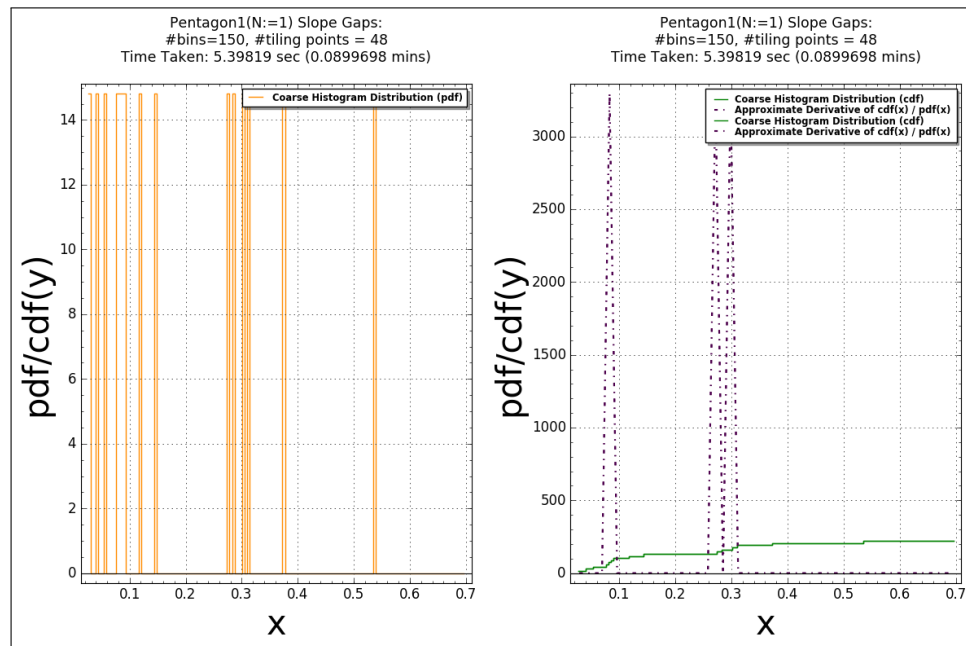 Pentagon1(N:=1) Slope Gaps:
#bins=150, #tiling points = 48
Time Taken: 5.39819 sec (0.0899698 mins)
Coarse Histogram Distribution (pdf)
14
12
10
8
6
4
2
0
pdf/cdf(y)
0.1 0.2 0.3 0.4 0.5 0.6 0.7
x
Pentagon1(N:=1) Slope Gaps:
#bins=150, #tiling points = 48
Time Taken: 5.39819 sec (0.0899698 mins)
Coarse Histogram Distribution (cdf)
Approximate Derivative of cdf(x) / pdf(x)
Coarse Histogram Distribution (cdf)
Approximate Derivative of cdf(x) / pdf(x)
3000
2500
2000
1500
1000
500
0
pdf/cdf(y)
0.1 0.2 0.3 0.4 0.5 0.6 0.7
x